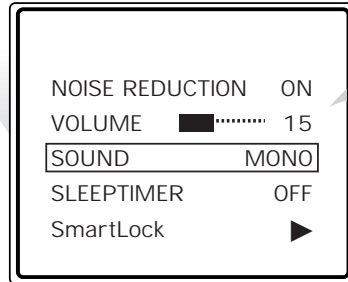 NOISE REDUCTION ON
VOLUME 15
SOUND MONO
SLEEPTIMER OFF
SmartLock